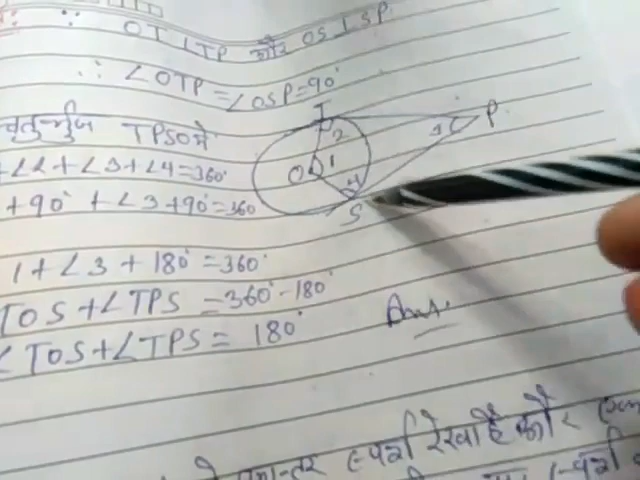 ∵ OT ⊥ TP और OS ⊥ SP
∴ ∠OTP = ∠OSP = 90°
चतुर्भुज TPSO में
+∠2+∠3+∠4=360°
+90°+∠3+90°=360
1+∠3+180°=360°
TOS+∠TPS=360°-180°
∠TOS+∠TPS=180°
Ans.
T
2
3
P
O
1
4
S
स्पर्श रेखा है और